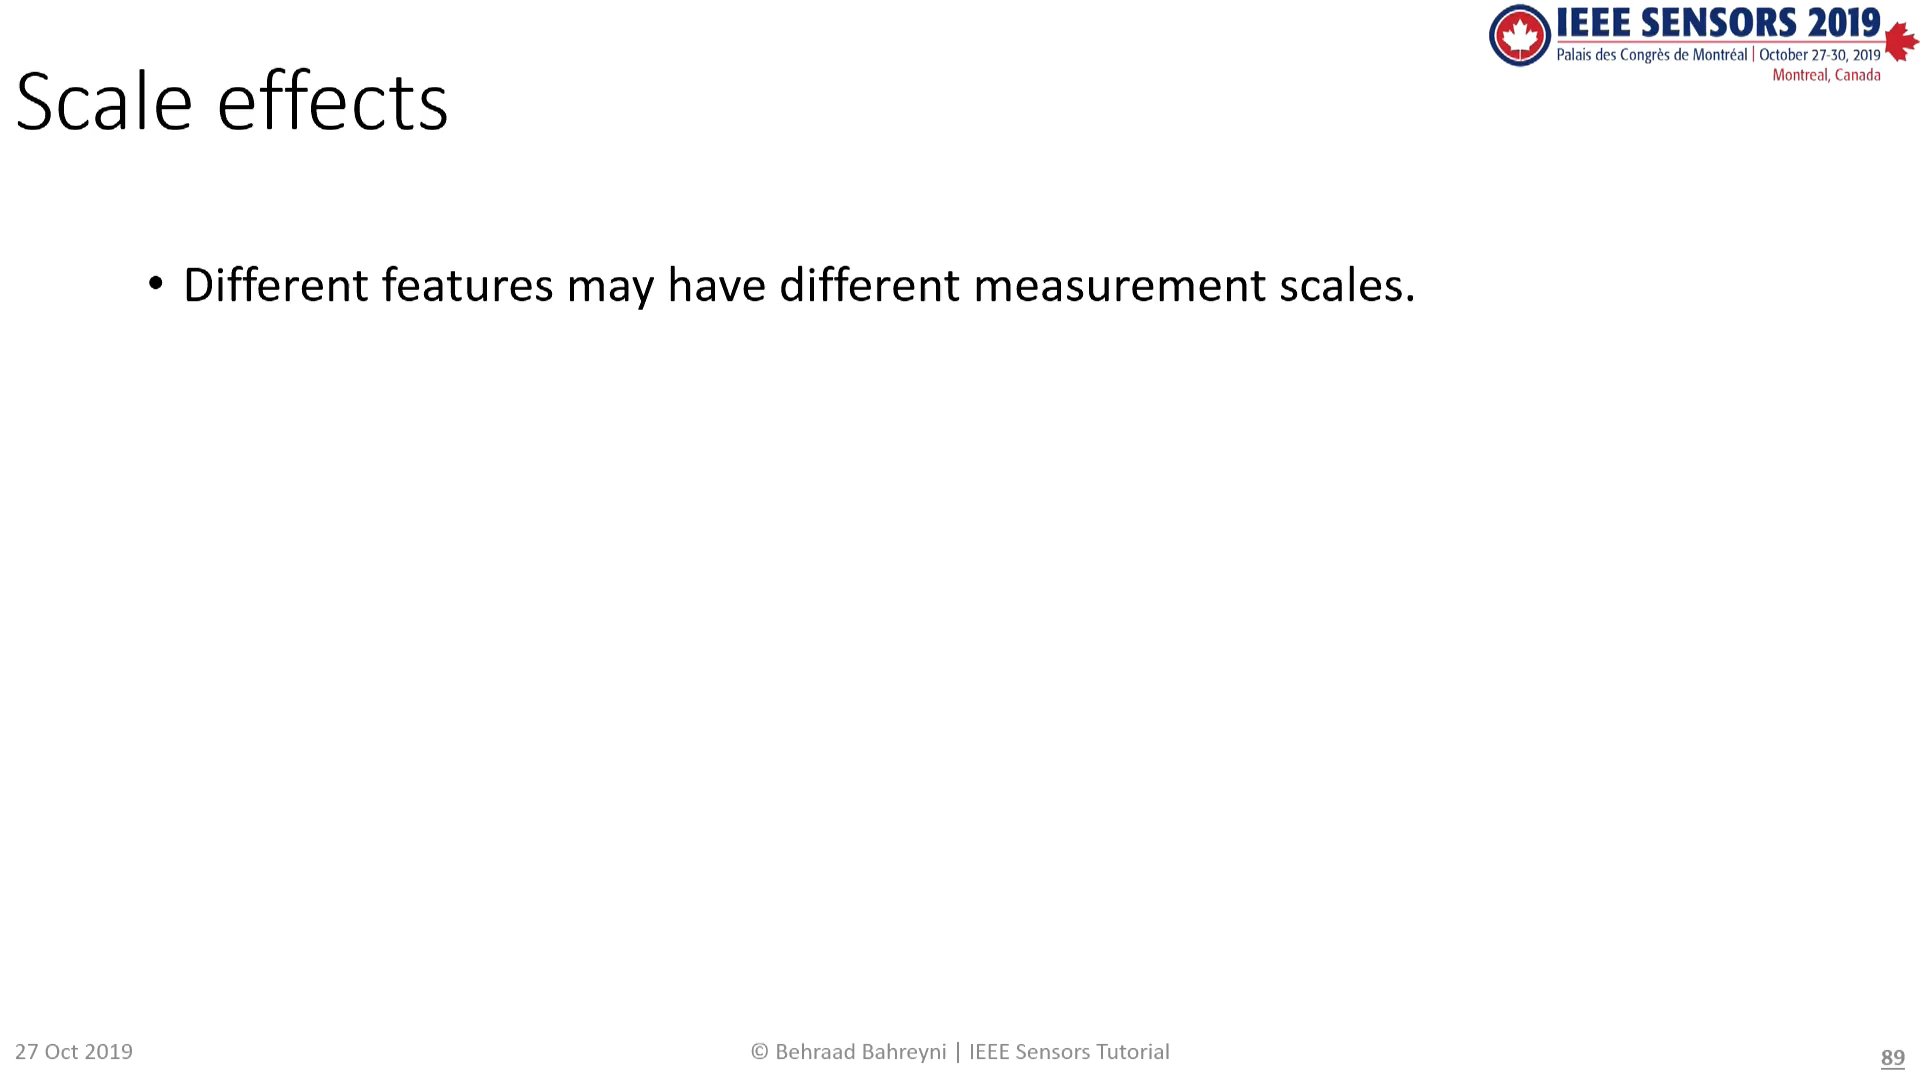 IEEE SENSORS 2019
Palais des Congrès de Montréal | October 27-30, 2019
Montreal, Canada
Scale effects
• Different features may have different measurement scales.
27 Oct 2019
© Behraad Bahreyni | IEEE Sensors Tutorial
89